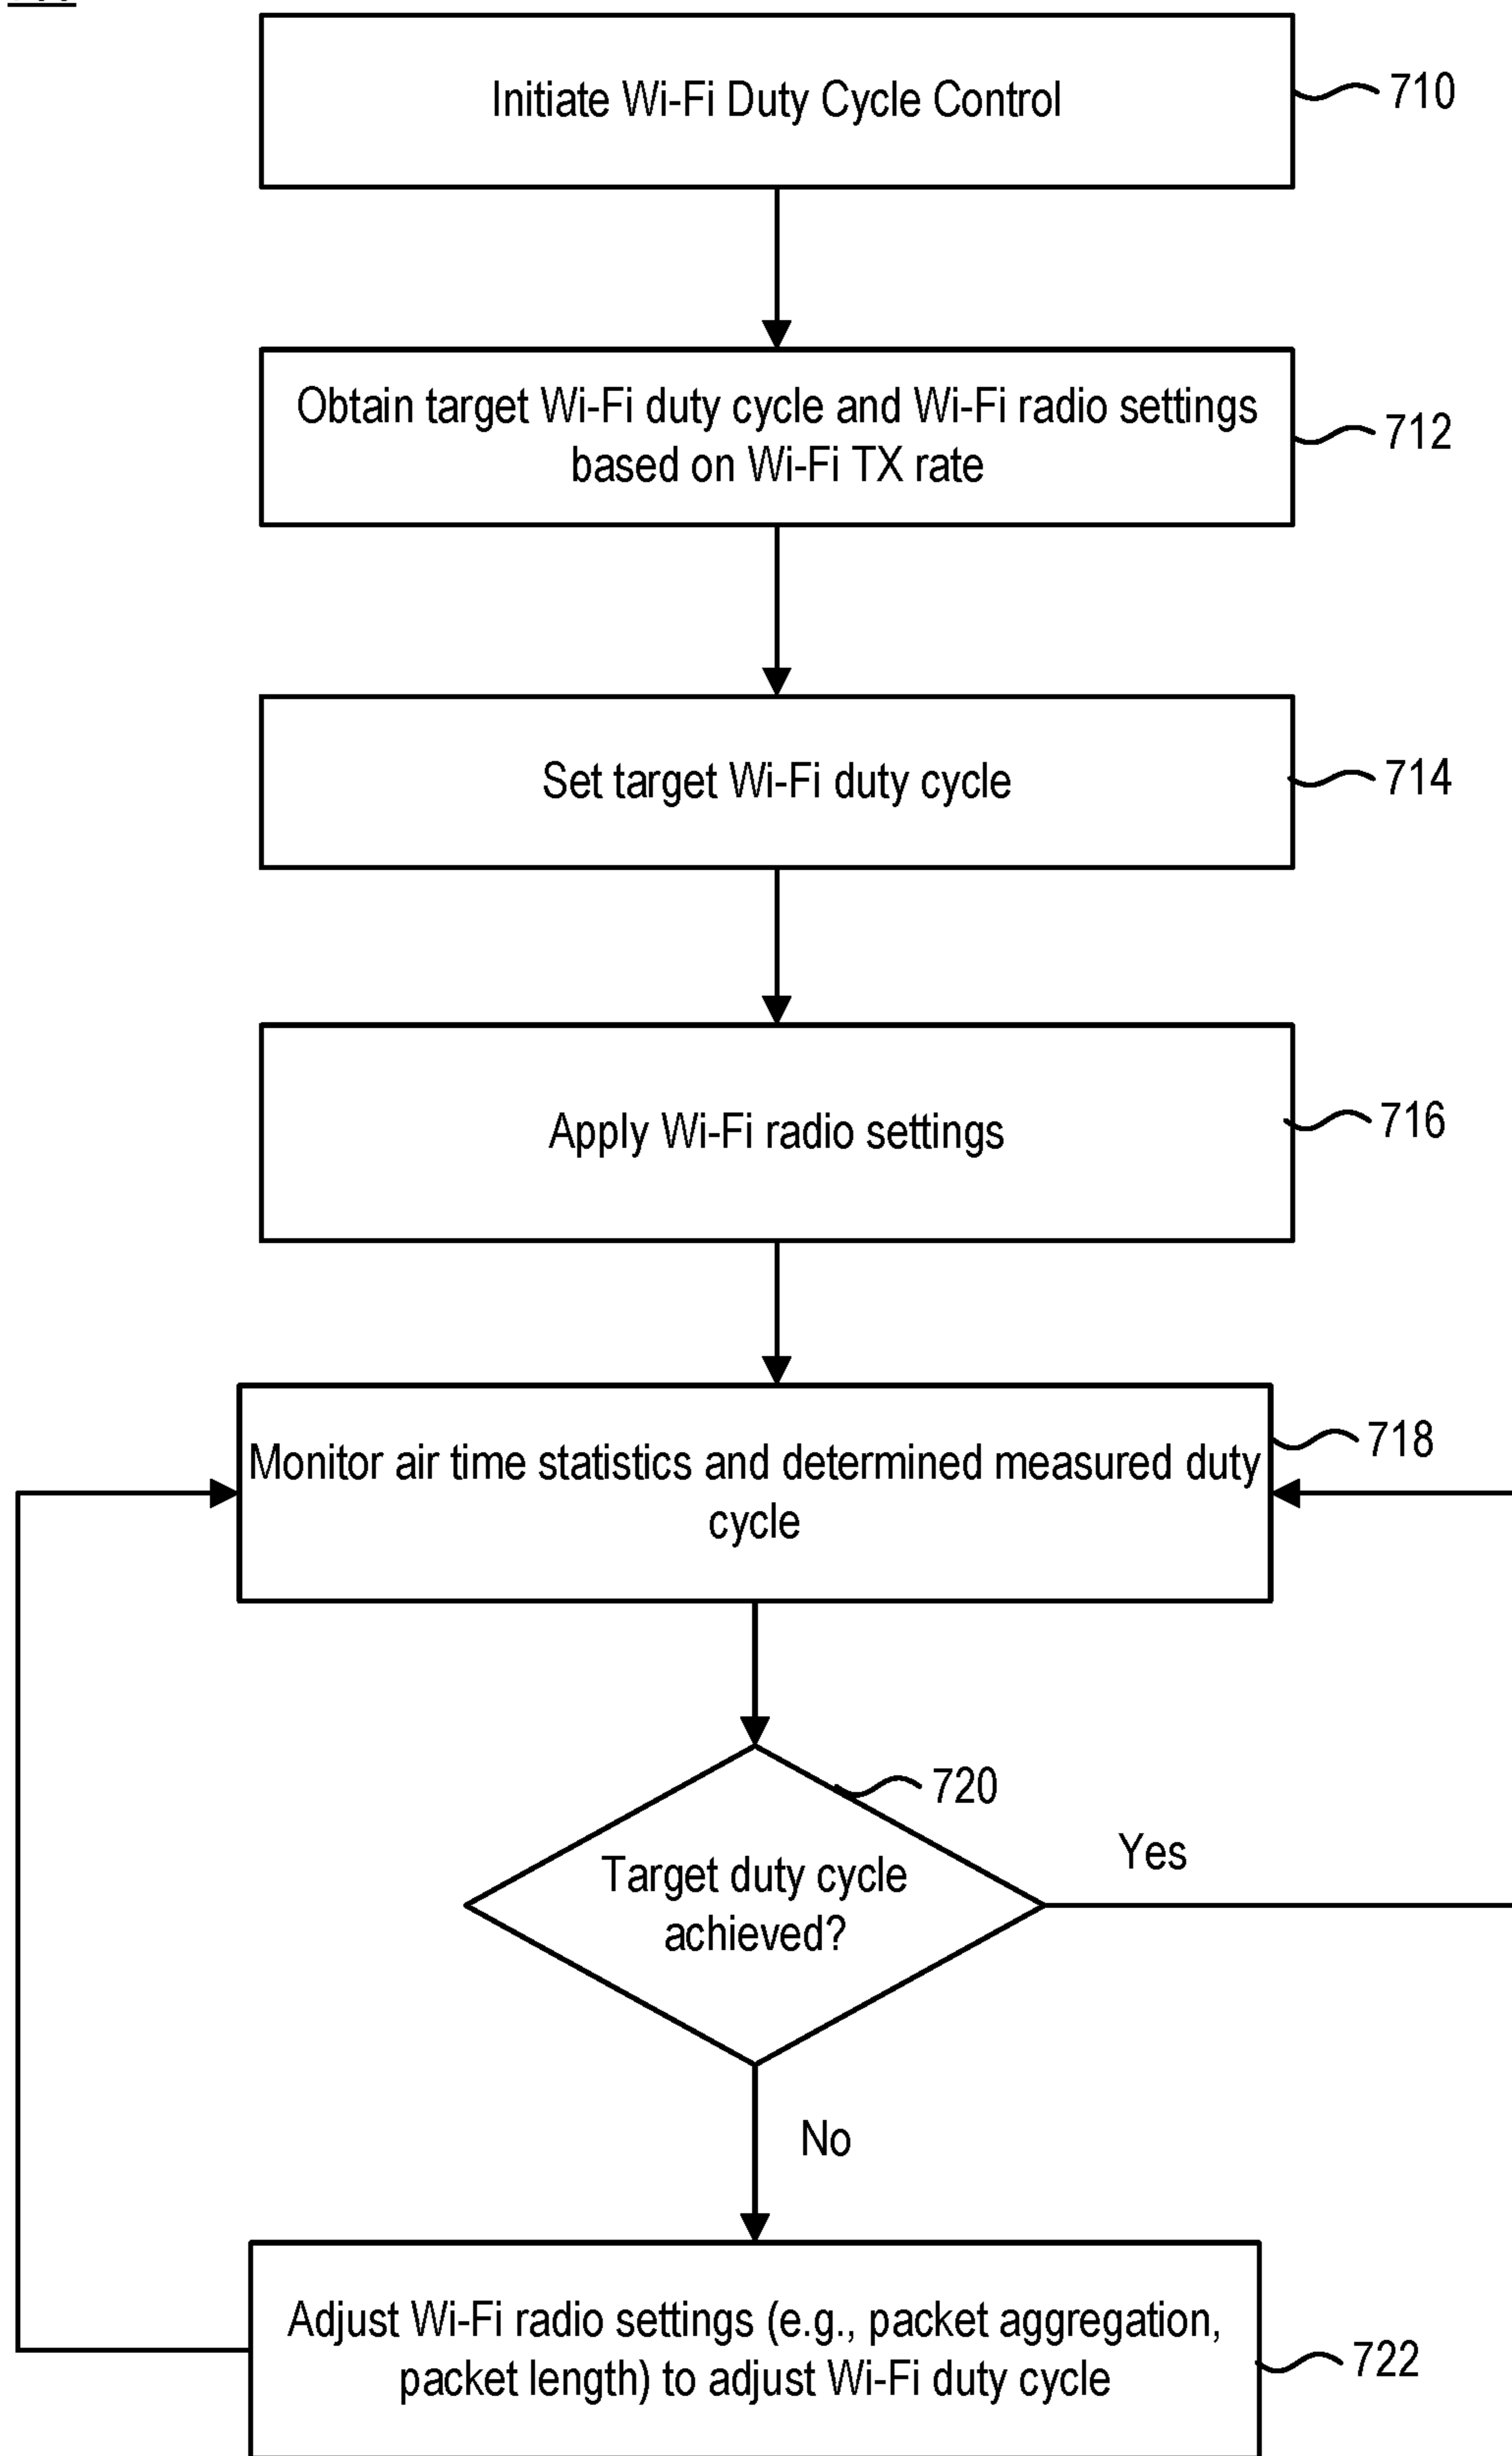 Initiate Wi-Fi Duty Cycle Control
710
Obtain target Wi-Fi duty cycle and Wi-Fi radio settings
based on Wi-Fi TX rate
712
Set target Wi-Fi duty cycle
714
Apply Wi-Fi radio settings
716
Monitor air time statistics and determined measured duty
cycle
718
720
Target duty cycle
achieved?
Yes
No
Adjust Wi-Fi radio settings (e.g., packet aggregation,
packet length) to adjust Wi-Fi duty cycle
722